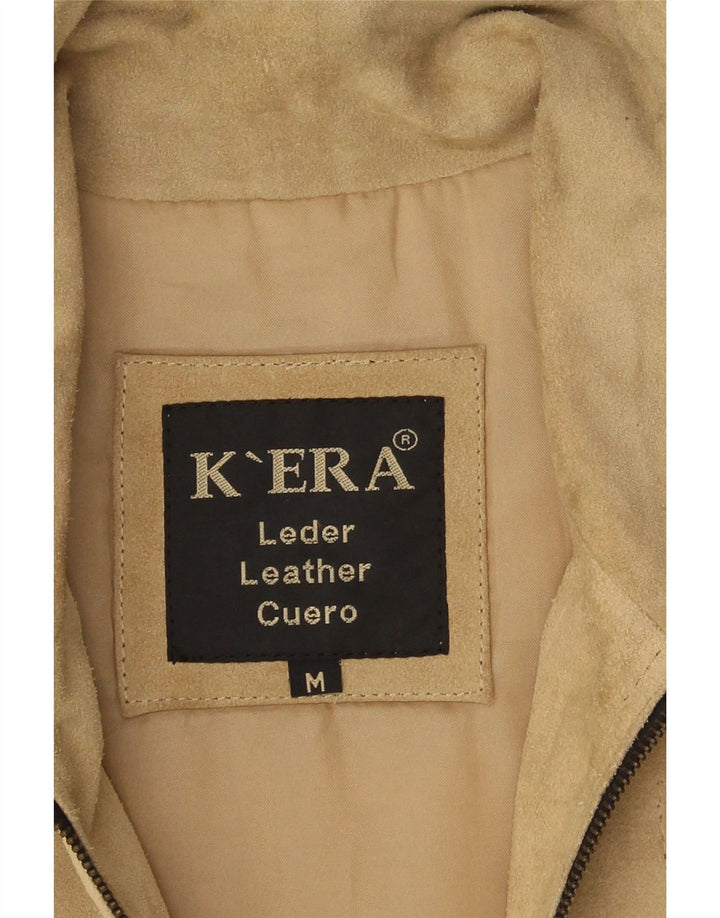 K`ERA®
Leder
Leather
Cuero
M